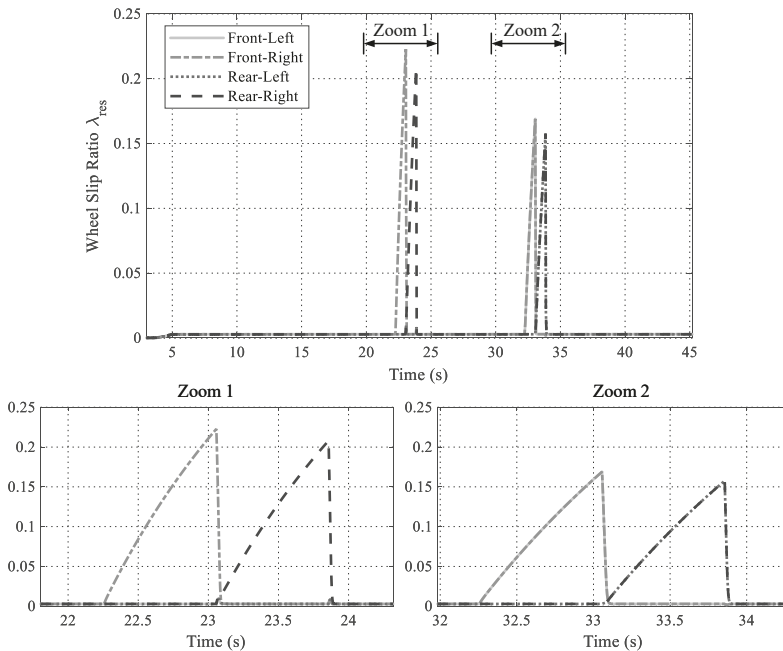 0.25
0.2
0.15
0.1
0.05
0
Wheel Slip Ratio λres
Front-Left
Front-Right
Rear-Left
Rear-Right
Zoom 1
Zoom 2
5 10 15 20 25 30 35 40 45
Time (s)
Zoom 1
0.25
0.2
0.15
0.1
0.05
0
22 22.5 23 23.5 24
Time (s)
Zoom 2
0.25
0.2
0.15
0.1
0.05
0
32 32.5 33 33.5 34
Time (s)